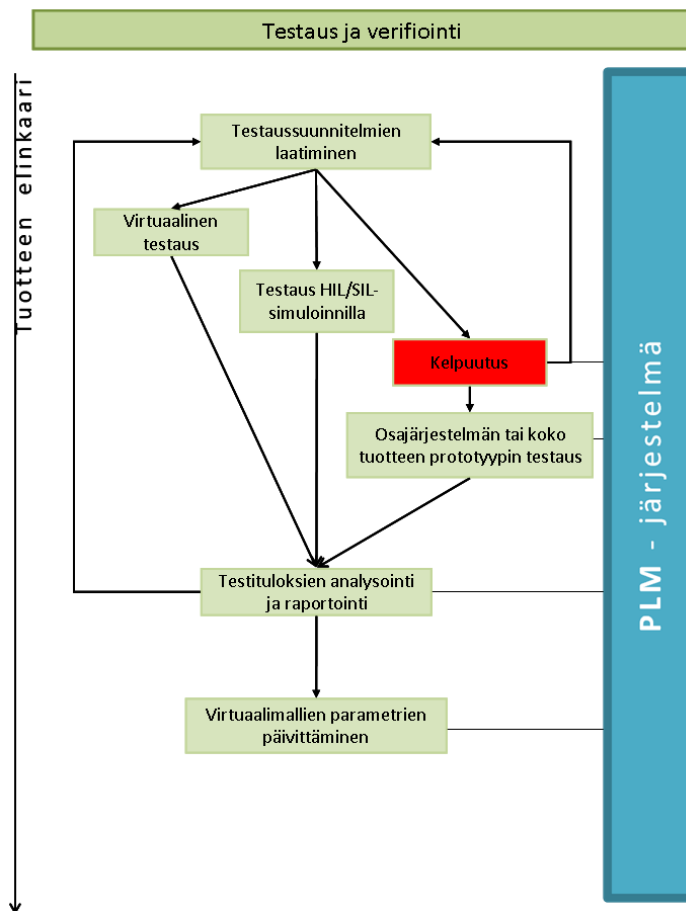 Testaus ja verifiointi
Tuotteen elinkaari
Testaussuunnitelmien
laatiminen
Virtuaalinen
testaus
Testaus HIL/SIL-
simuloinnilla
Kelpuutus
Osajärjestelmän tai koko
tuotteen prototyypin testaus
Testituloksien analysointi
ja raportointi
Virtuaalimallien parametrien
päivittäminen
PLM - järjestelmä